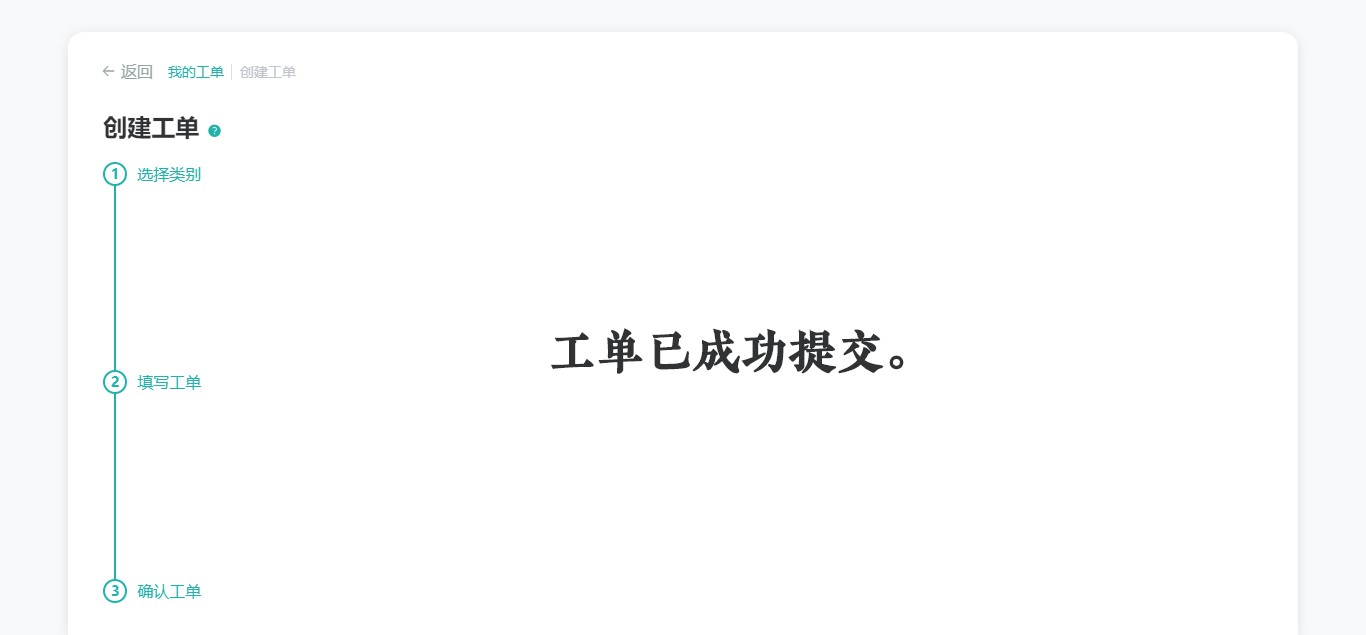 返回 我的工单 创建工单
创建工单 ?
1 选择类别
工单已成功提交。
2 填写工单
3 确认工单